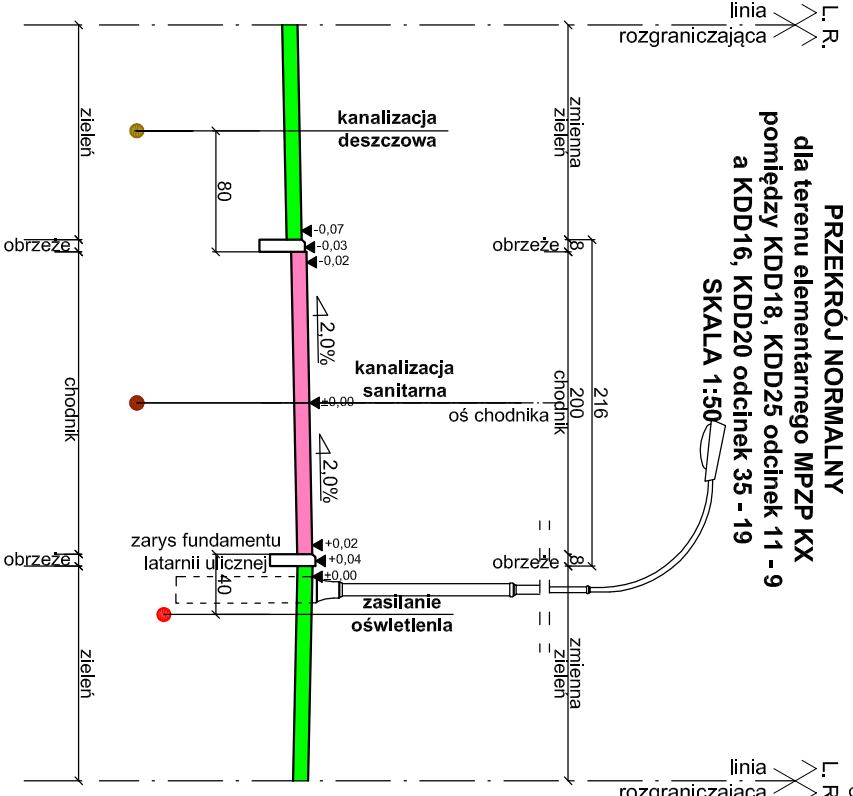 PRZEKRÓJ NORMALNY
dla terenu elementarnego MPZP KX
pomiędzy KDD18, KDD25 odcinek 11 - 9
a KDD16, KDD20 odcinek 35 - 19
SKALA 1:50
linia
rozgraniczająca
L. R.
zieleń
kanalizacja
deszczowa
zmienna
zieleń
80
-0,07
-0,03
-0,02
obrzeże
obrzeże
8
2,0%
kanalizacja
sanitarna
±0,00
oś chodnika
chodnik
chodnik
200
216
2,0%
zarys fundamentu
latarnii ulicznej
+0,02
+0,04
±0,00
obrzeże
obrzeże
8
40
zasilanie
oświetlenia
zieleń
zmienna
zieleń
linia
rozgraniczająca
L. R.